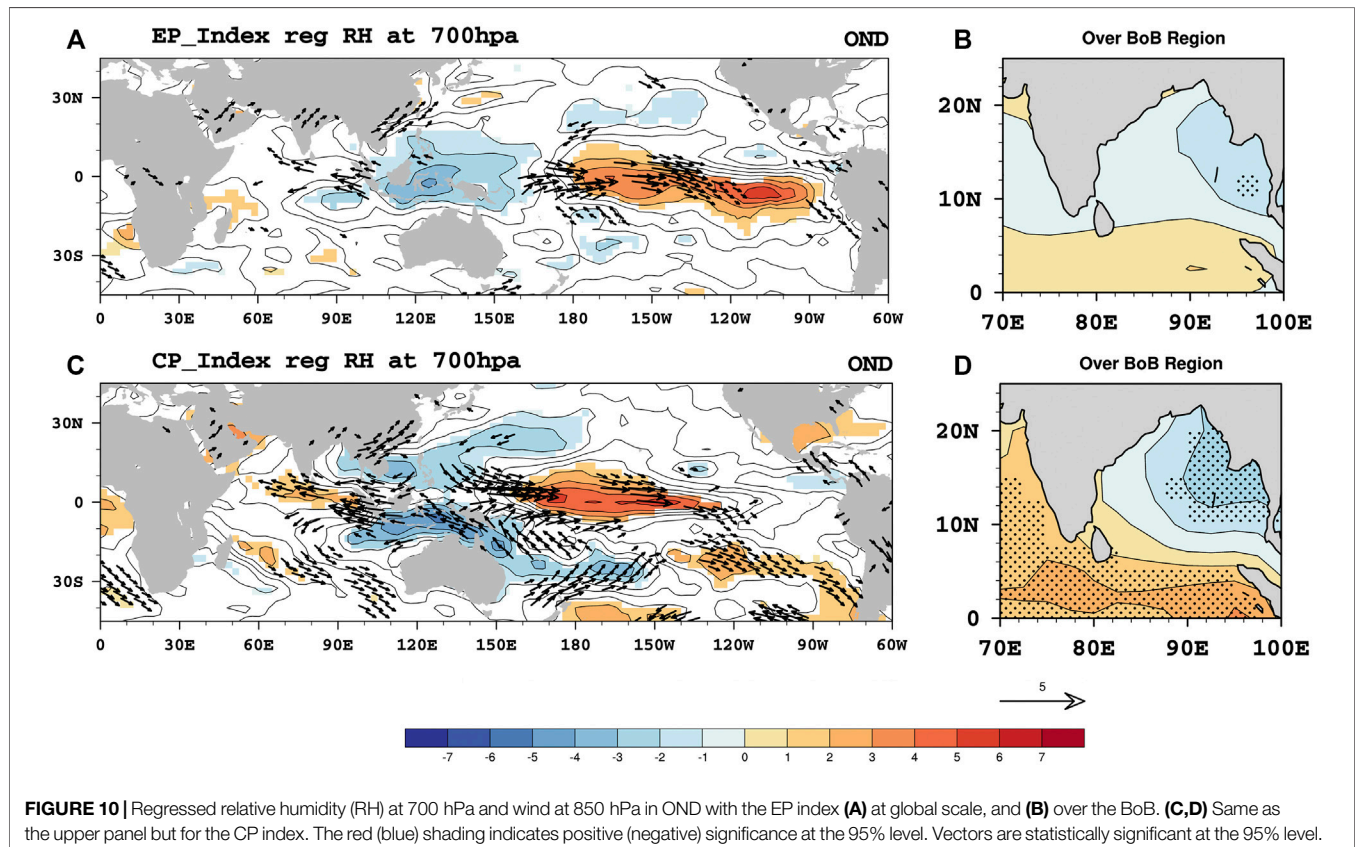 A EP_Index reg RH at 700hpa OND
B Over BoB Region
30N
0
30S
0 30E 60E 90E 120E 150E 180 150W 120W 90W 60W
20N
10N
0
70E 80E 90E 100E
C CP_Index reg RH at 700hpa OND
D Over BoB Region
30N
0
30S
0 30E 60E 90E 120E 150E 180 150W 120W 90W 60W
20N
10N
0
70E 80E 90E 100E
5
-7 -6 -5 -4 -3 -2 -1 0 1 2 3 4 5 6 7
FIGURE 10 | Regressed relative humidity (RH) at 700 hPa and wind at 850 hPa in OND with the EP index (A) at global scale, and (B) over the BoB. (C,D) Same as
the upper panel but for the CP index. The red (blue) shading indicates positive (negative) significance at the 95% level. Vectors are statistically significant at the 95% level.